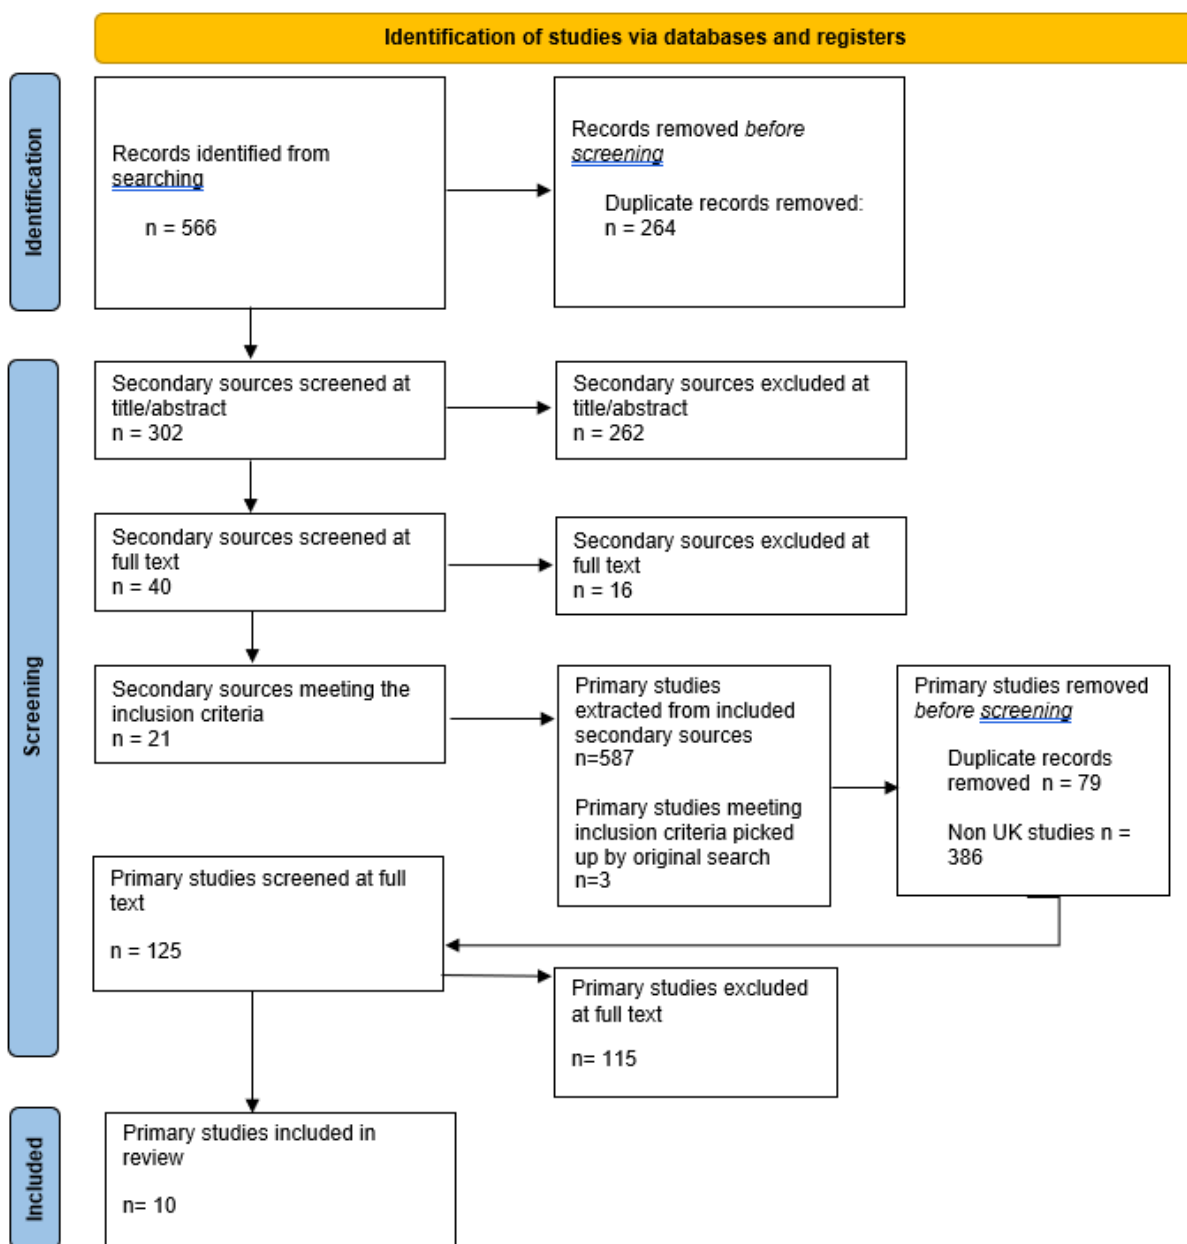 Identification of studies via databases and registers
Identification
Records identified from
searching
n = 566
Records removed before
screening
Duplicate records removed:
n = 264
Screening
Secondary sources screened at
title/abstract
n = 302
Secondary sources excluded at
title/abstract
n = 262
Secondary sources screened at
full text
n = 40
Secondary sources excluded at
full text
n = 16
Secondary sources meeting the
inclusion criteria
n = 21
Primary studies
extracted from included
secondary sources
n=587
Primary studies meeting
inclusion criteria picked
up by original search
n=3
Primary studies removed
before screening
Duplicate records
removed  n = 79
Non UK studies n =
386
Primary studies screened at full
text
n = 125
Primary studies excluded
at full text
n= 115
Included
Primary studies included in
review
n= 10